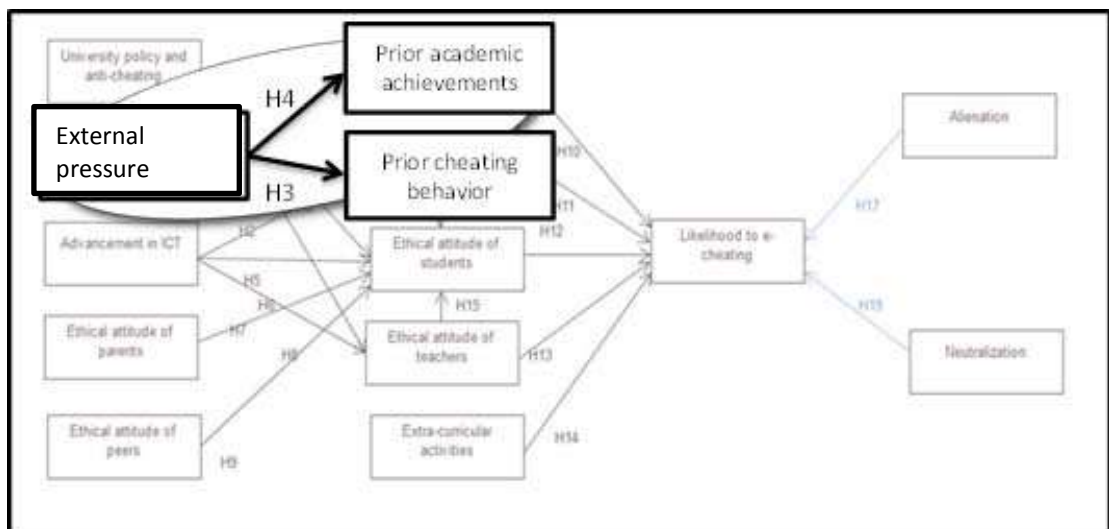 University policy and
anti-cheating
Prior academic
achievements
H4
External
pressure
Prior cheating
behavior
H3
H10
H11
H12
Alienation
H17
Advancement in ICT
H2
Ethical attitude of
students
Likelihood to e-
cheating
H5
H6
H7
H15
Ethical attitude of
parents
H8
Ethical attitude of
teachers
H13
Neutralization
Ethical attitude of
peers
H9
Extra-curricular
activities
H14